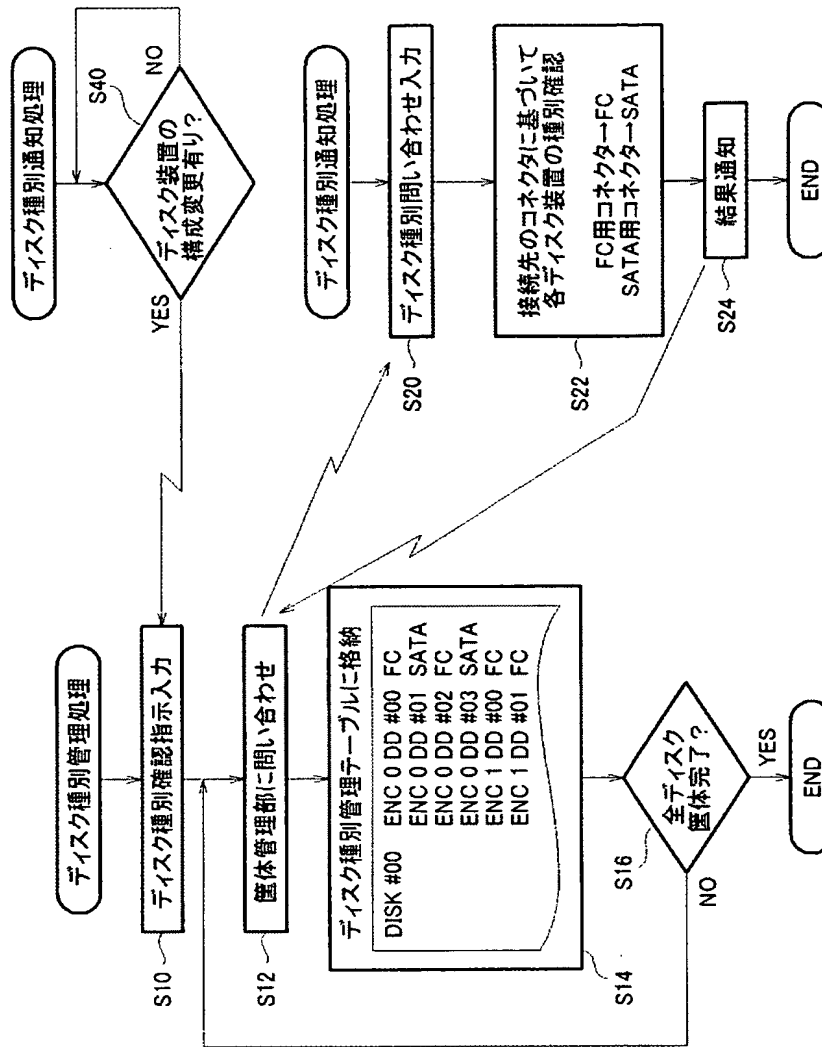 ディスク種別管理処理
S10
ディスク種別確認指示入力
S12
筐体管理部に問い合わせ
S14
ディスク種別管理テーブルに格納
DISK #00
ENC 0 DD #00 FC
ENC 0 DD #01 SATA
ENC 0 DD #02 FC
ENC 0 DD #03 SATA
ENC 1 DD #00 FC
ENC 1 DD #01 FC
S16
全ディスク
筐体完了？
NO
YES
END
ディスク種別通知処理
S40
ディスク装置の
構成変更有り？
NO
YES
ディスク種別通知処理
S20
ディスク種別問い合わせ入力
S22
接続先のコネクタに基づいて
各ディスク装置の種別確認
FC用コネクタ→FC
SATA用コネクタ→SATA
S24
結果通知
END